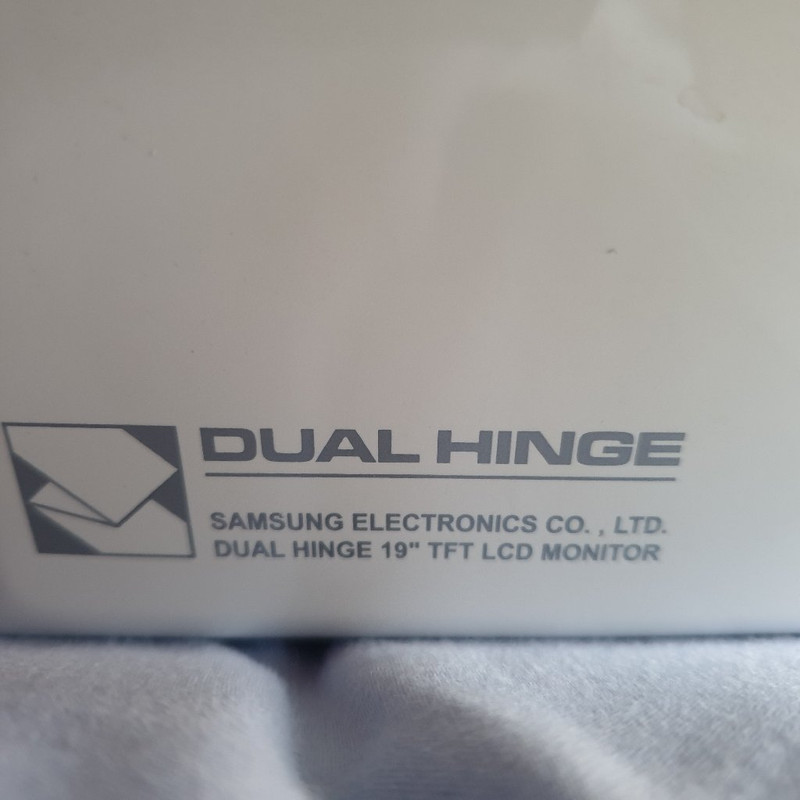 DUAL HINGE
SAMSUNG ELECTRONICS CO. , LTD.
DUAL HINGE 19" TFT LCD MONITOR